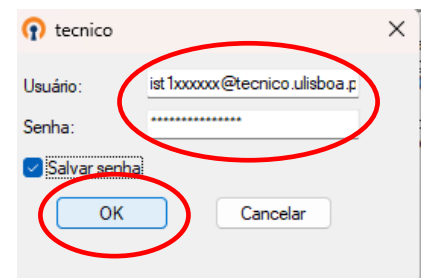 tecnico
Usuário: ist1xxxxxx@tecnico.ulisboa.p
Senha: ***************
Salvar senha
OK Cancelar